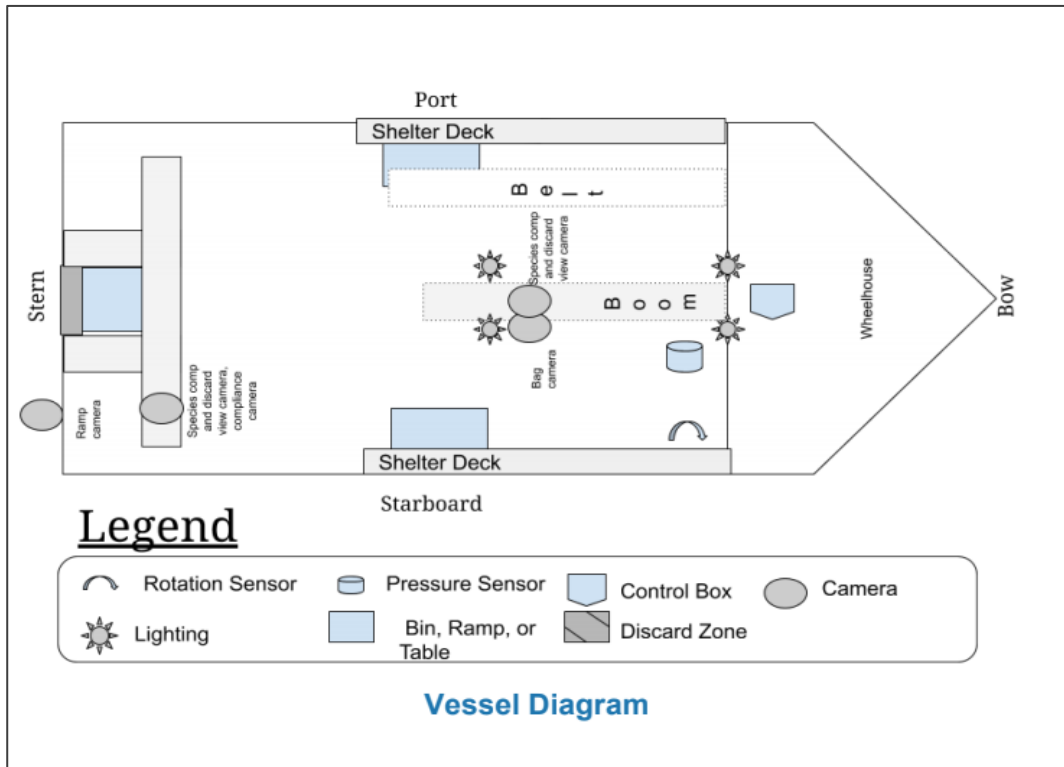 Port
Shelter Deck
Belt
Species comp
and discard
view camera
Boom
Bag
camera
Wheelhouse
Bow
Stern
Ramp
camera
Species comp
and discard
view camera,
compliance
camera
Shelter Deck
Starboard
Legend
Rotation Sensor
Pressure Sensor
Control Box
Camera
Lighting
Bin, Ramp, or
Table
Discard Zone
Vessel Diagram